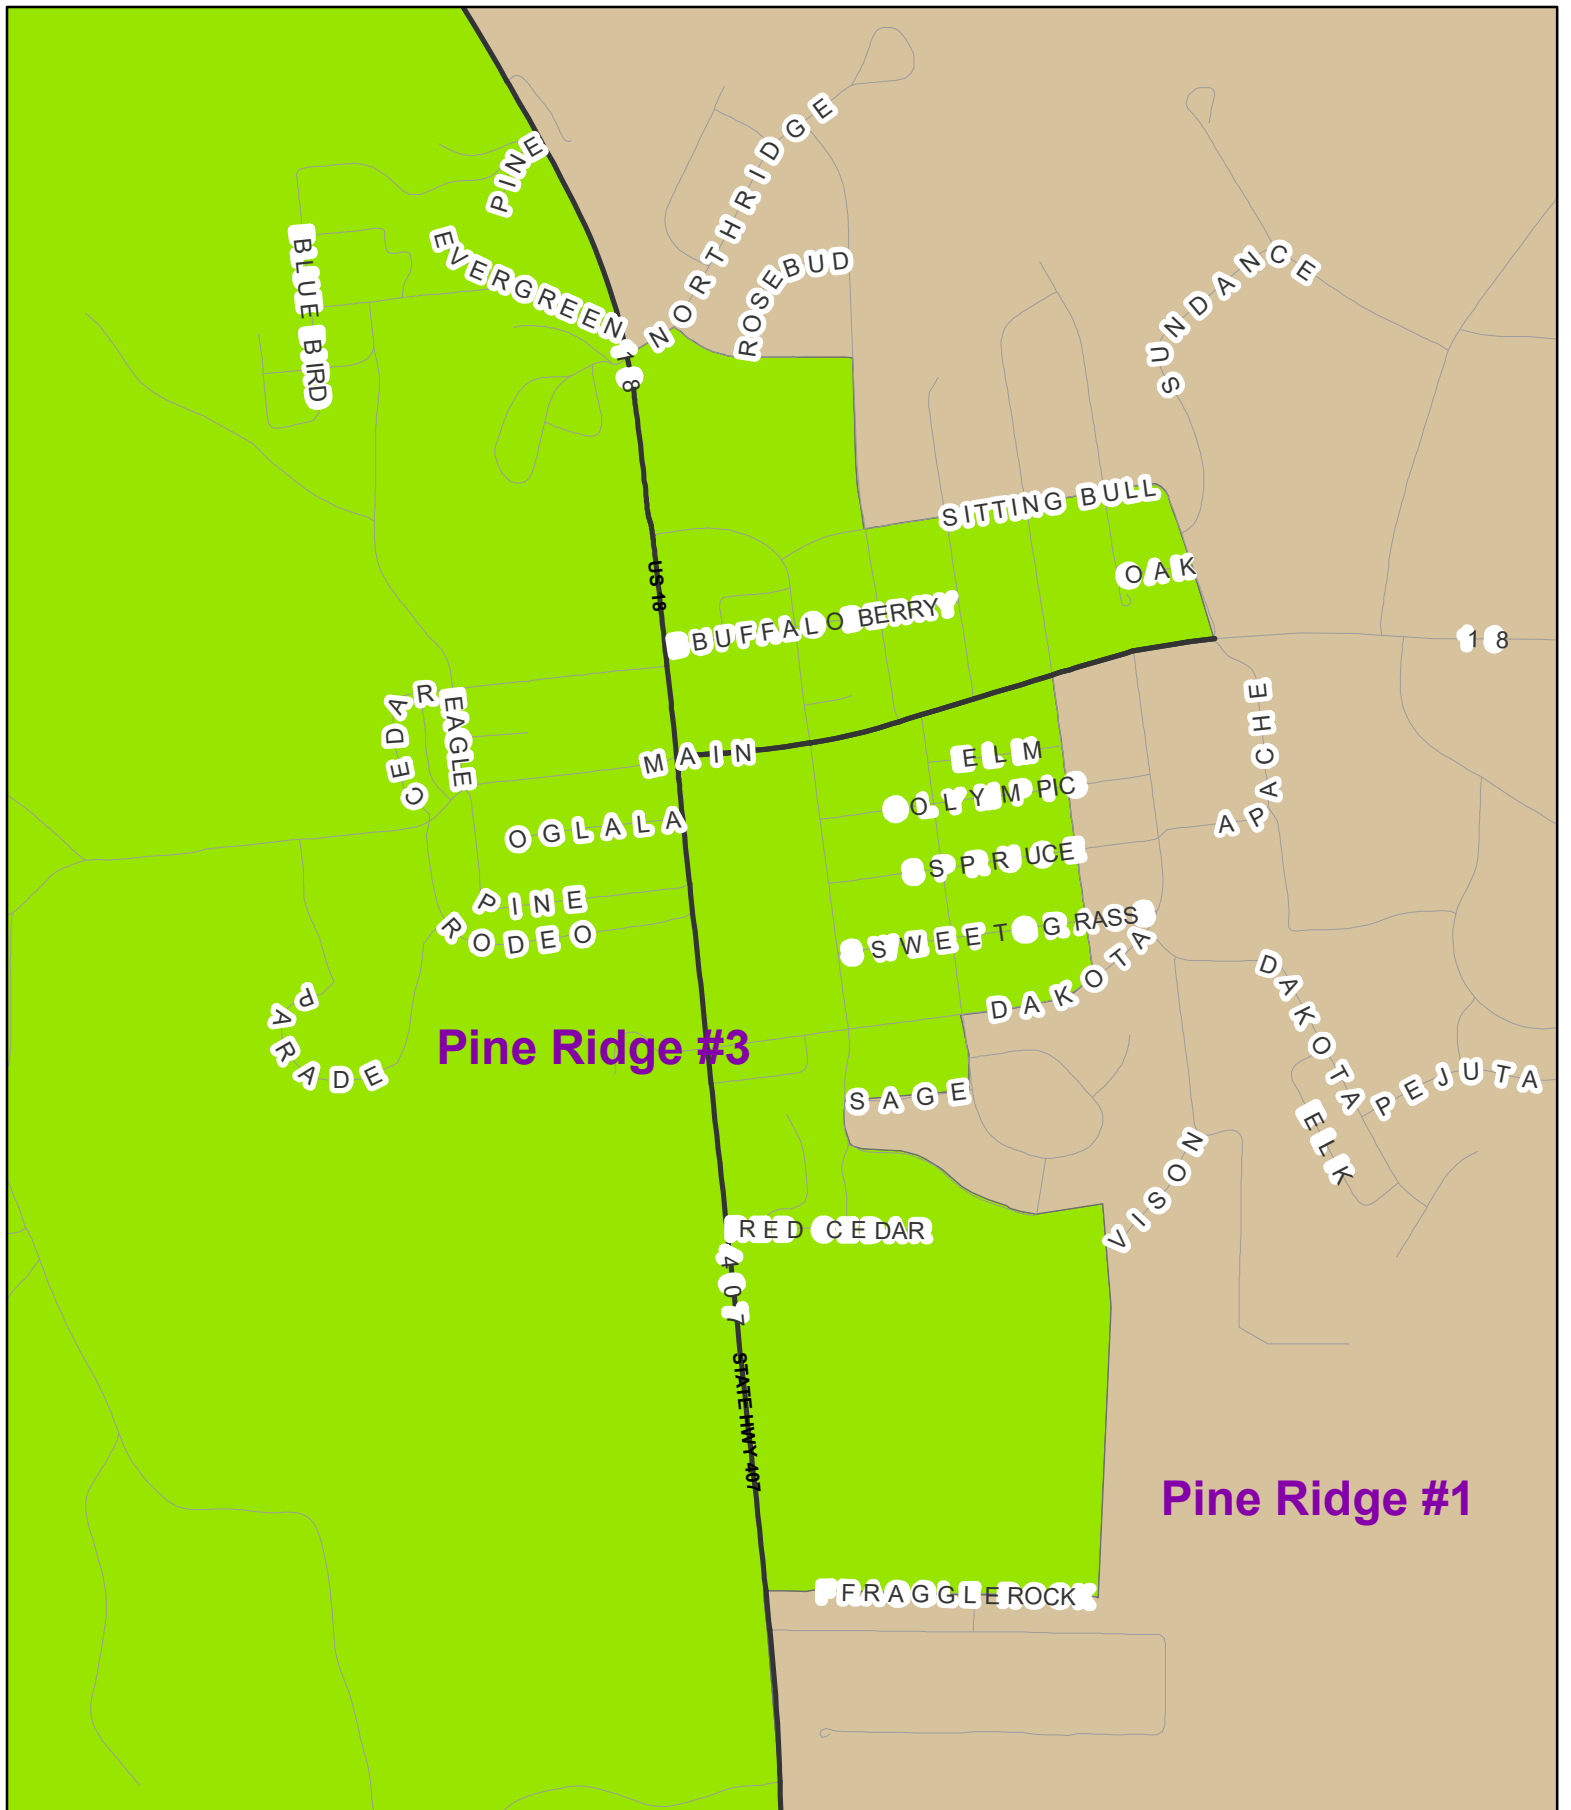 PINE
NORTHRIDGE
BLUE BIRD
EVERGREEN
ROSEBUD
SUNDANCE
18
SITTING BULL
US 18
OAK
BUFFALO BERRY
18
CEDAR
EAGLE
APACHE
MAIN
ELM
OLYMPIC
OGLALA
SPRUCE
PINE
RODEO
SWEET GRASS
DAKOTA
DAKOTA
PARADE
Pine Ridge #3
SAGE
PEJUTA
ELK
VISON
RED CEDAR
407
STATE HWY 407
Pine Ridge #1
FRAGGLEROCK